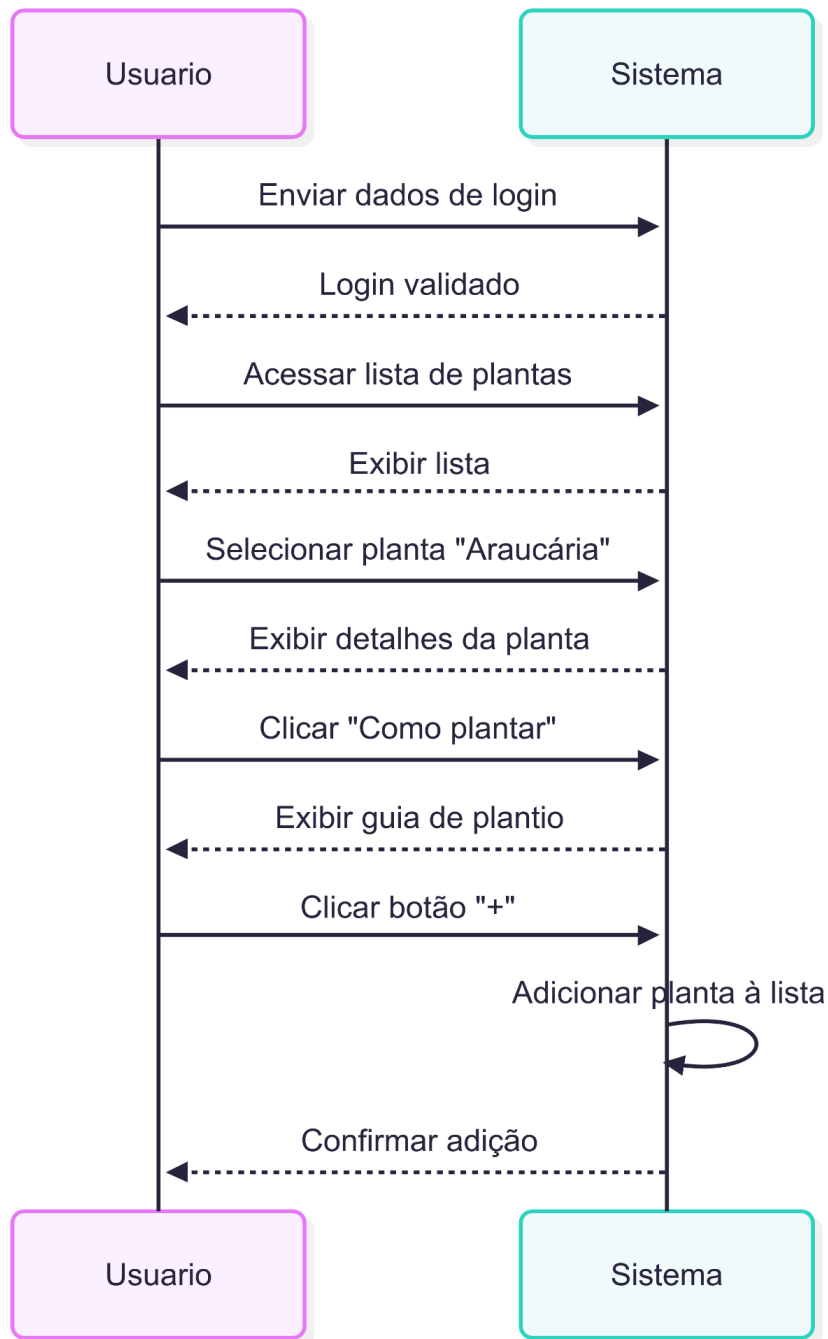 Usuario
Sistema
Enviar dados de login
Login validado
Acessar lista de plantas
Exibir lista
Selecionar planta "Araucária"
Exibir detalhes da planta
Clicar "Como plantar"
Exibir guia de plantio
Clicar botão "+"
Adicionar planta à lista
Confirmar adição
Usuario
Sistema